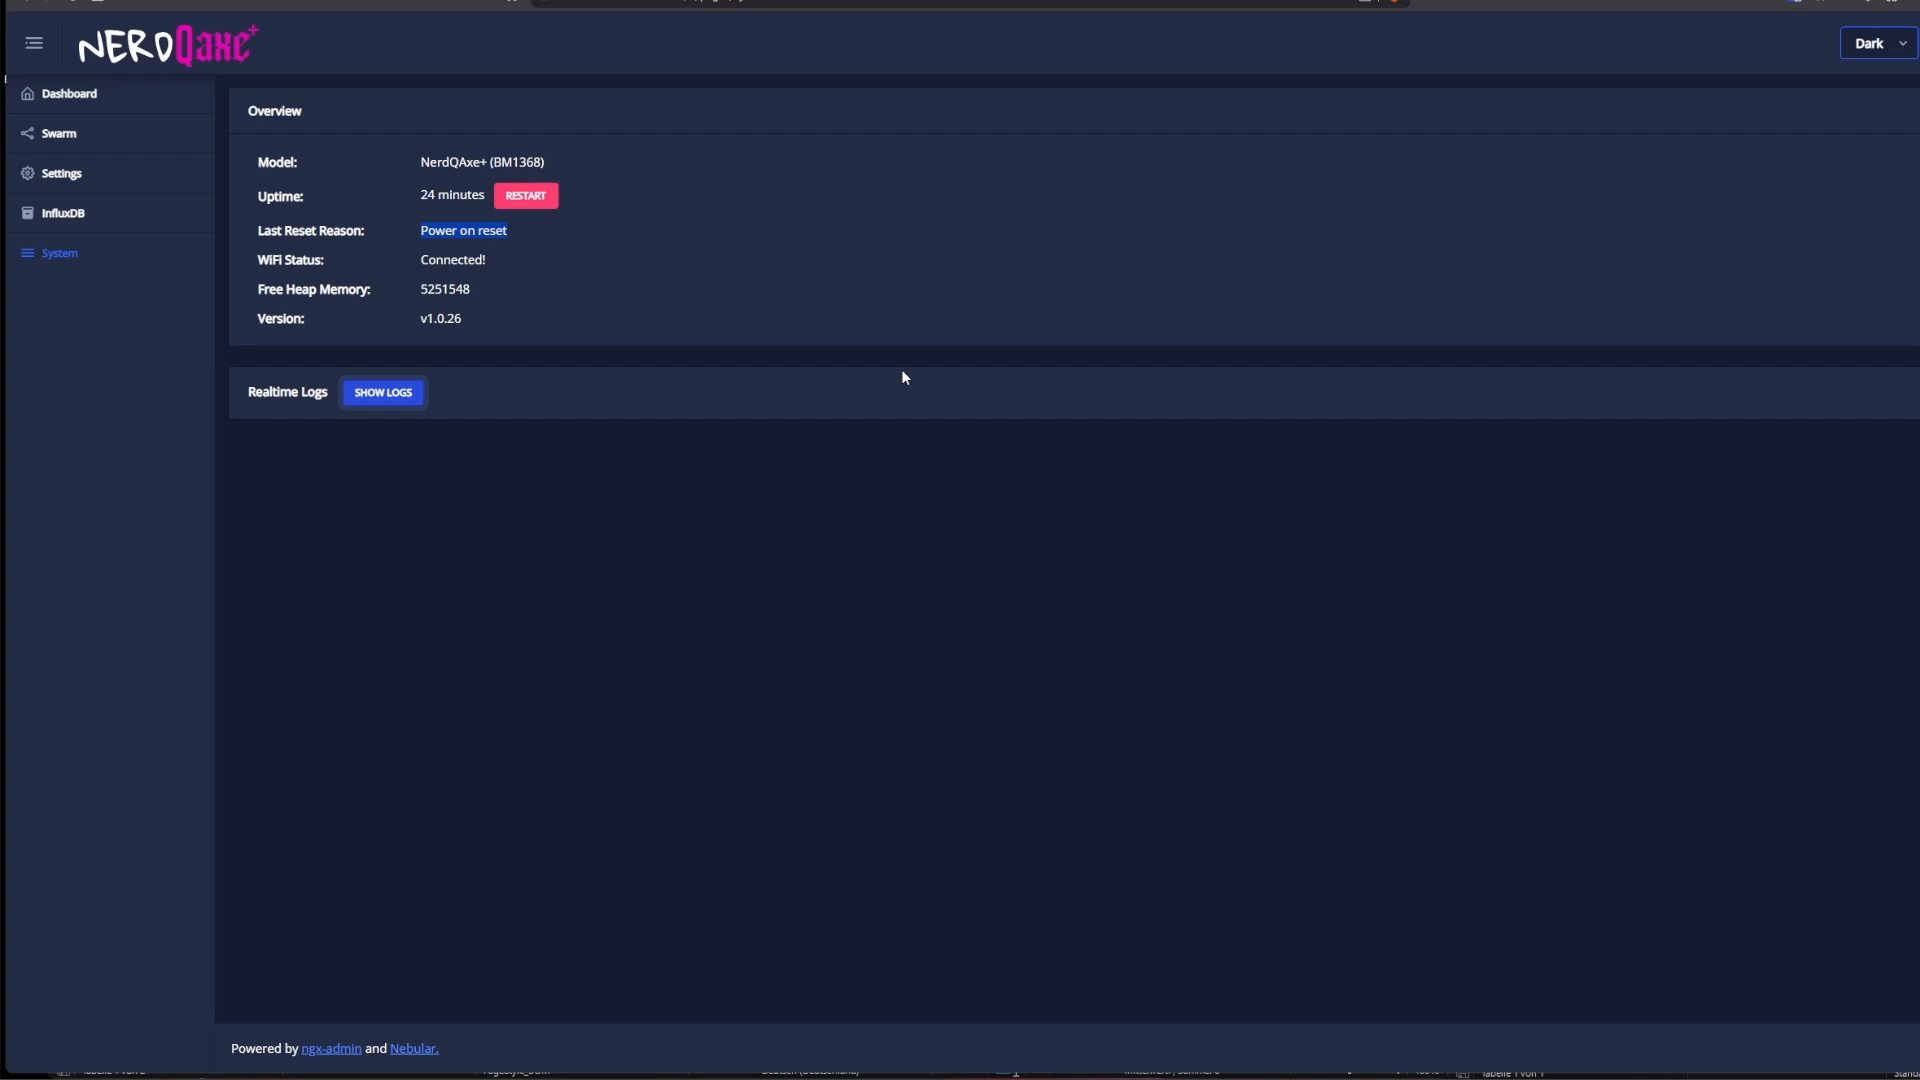 NERDQaxe+
Dark
Dashboard
Swarm
Settings
InfluxDB
System
Overview
Model: NerdQAxe+ (BM1368)
Uptime: 24 minutes RESTART
Last Reset Reason: Power on reset
WiFi Status: Connected!
Free Heap Memory: 5251548
Version: v1.0.26
Realtime Logs SHOW LOGS
Powered by ngx-admin and Nebular.